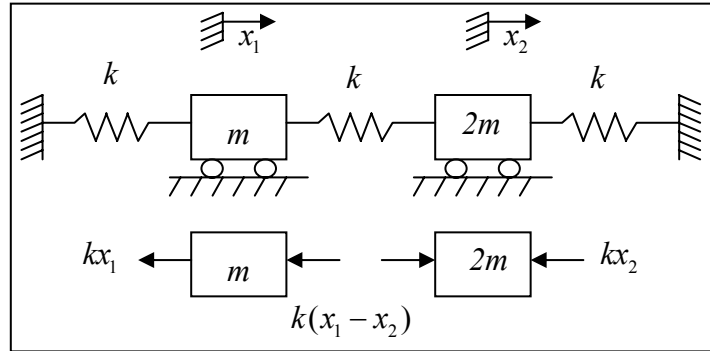 x₁ x₂
k k k
m 2m
kx₁ m 2m kx₂
k(x₁ − x₂)